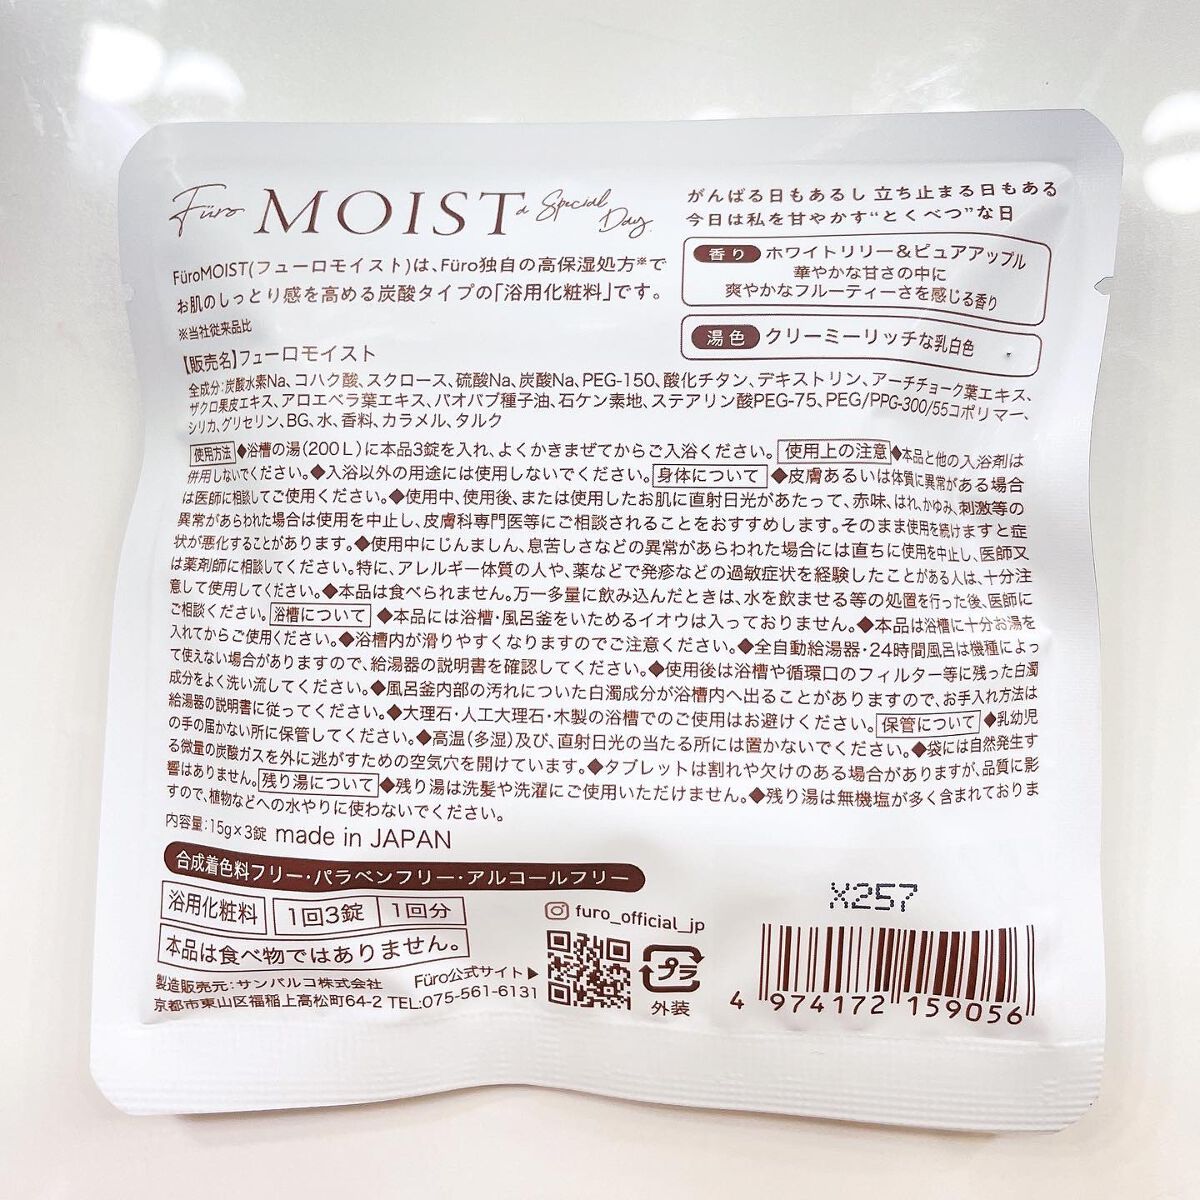 Füro MOIST a Special Day.
がんばる日もあるし 立ち止まる日もある
今日は私を甘やかす“とくべつ”な日
FüroMOIST(フューロモイスト)は、Füro独自の高保湿処方※で
お肌のしっとり感を高める炭酸タイプの「浴用化粧料」です。
※当社従来品比
香り ホワイトリリー&ピュアアップル
華やかな甘さの中に
爽やかなフルーティーさを感じる香り
湯色 クリーミーリッチな乳白色
【販売名】フューロモイスト
全成分:炭酸水素Na、コハク酸、スクロース、硫酸Na、炭酸Na、PEG-150、酸化チタン、デキストリン、アーチチョーク葉エキス、
ザクロ果皮エキス、アロエベラ葉エキス、バオバブ種子油、石ケン素地、ステアリン酸PEG-75、PEG/PPG-300/55コポリマー、
シリカ、グリセリン、BG、水、香料、カラメル、タルク
使用方法 ◆浴槽の湯(200L)に本品3錠を入れ、よくかきまぜてからご入浴ください。 使用上の注意 ◆本品と他の入浴剤は
併用しないでください。◆入浴以外の用途には使用しないでください。 身体について ◆皮膚あるいは体質に異常がある場合
は医師に相談してご使用ください。◆使用中、使用後、または使用したお肌に直射日光があたって、赤味、はれ、かゆみ、刺激等の
異常があらわれた場合は使用を中止し、皮膚科専門医等にご相談されることをおすすめします。そのまま使用を続けますと症
状が悪化することがあります。◆使用中にじんましん、息苦しさなどの異常があらわれた場合には直ちに使用を中止し、医師又
は薬剤師に相談してください。特に、アレルギー体質の人や、薬などで発疹などの過敏症状を経験したことがある人は、十分注
意して使用してください。◆本品は食べられません。万一多量に飲み込んだときは、水を飲ませる等の処置を行った後、医師に
ご相談ください。 浴槽について ◆本品には浴槽・風呂釜をいためるイオウは入っておりません。◆本品は浴槽に十分お湯を
入れてからご使用ください。◆浴槽内が滑りやすくなりますのでご注意ください。◆全自動給湯器・24時間風呂は機種によっ
て使えない場合がありますので、給湯器の説明書を確認してください。◆使用後は浴槽や循環口のフィルター等に残った白濁
成分をよく洗い流してください。◆風呂釜内部の汚れについた白濁成分が浴槽内へ出ることがありますので、お手入れ方法は
給湯器の説明書に従ってください。◆大理石・人工大理石・木製の浴槽でのご使用はお避けください。 保管について ◆乳幼児
の手の届かない所に保管してください。◆高温(多湿)及び、直射日光の当たる所には置かないでください。◆袋には自然発生す
る微量の炭酸ガスを外に逃がすための空気穴を開けています。◆タブレットは割れや欠けのある場合がありますが、品質に影
響はありません。 残り湯について ◆残り湯は洗髪や洗濯にご使用いただけません。◆残り湯は無機塩が多く含まれておりま
すので、植物などへの水やりに使わないでください。
内容量:15g×3錠 made in JAPAN
合成着色料フリー・パラベンフリー・アルコールフリー
浴用化粧料 1回3錠 1回分
本品は食べ物ではありません。
製造販売元:サンパルコ株式会社
京都市東山区福稲上高松町64-2 TEL:075-561-6131
furo_official_jp
Füro公式サイト▶
プラ
外装
X257
4 974172 159056